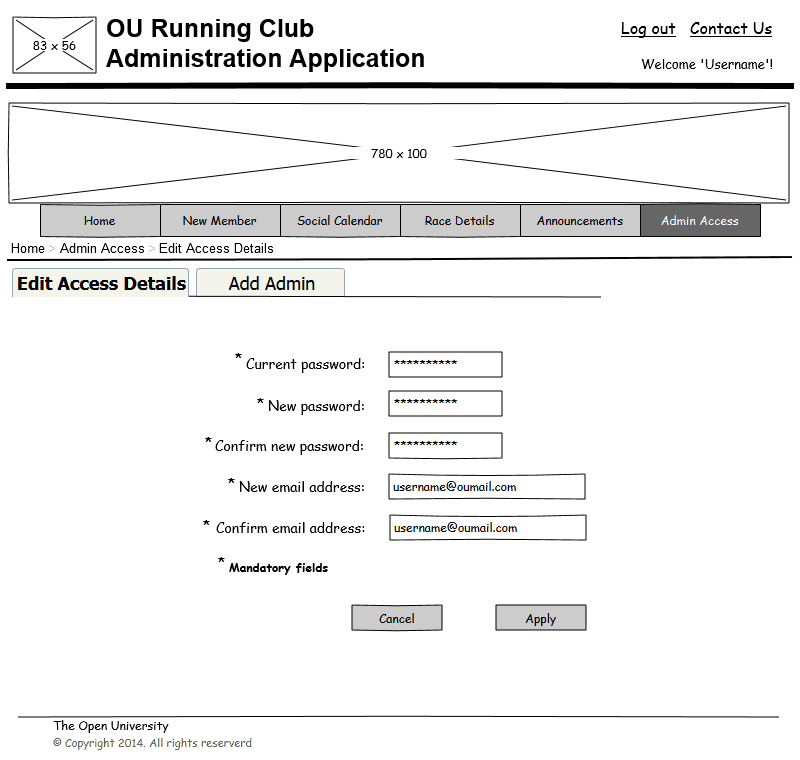 83 x 56
OU Running Club
Administration Application
Log out Contact Us
Welcome 'Username'!
780 x 100
Home New Member Social Calendar Race Details Announcements Admin Access
Home > Admin Access > Edit Access Details
Edit Access Details Add Admin
* Current password: **********
* New password: **********
* Confirm new password: **********
* New email address: username@oumail.com
* Confirm email address: username@oumail.com
* Mandatory fields
Cancel Apply
The Open University
© Copyright 2014. All rights reserverd